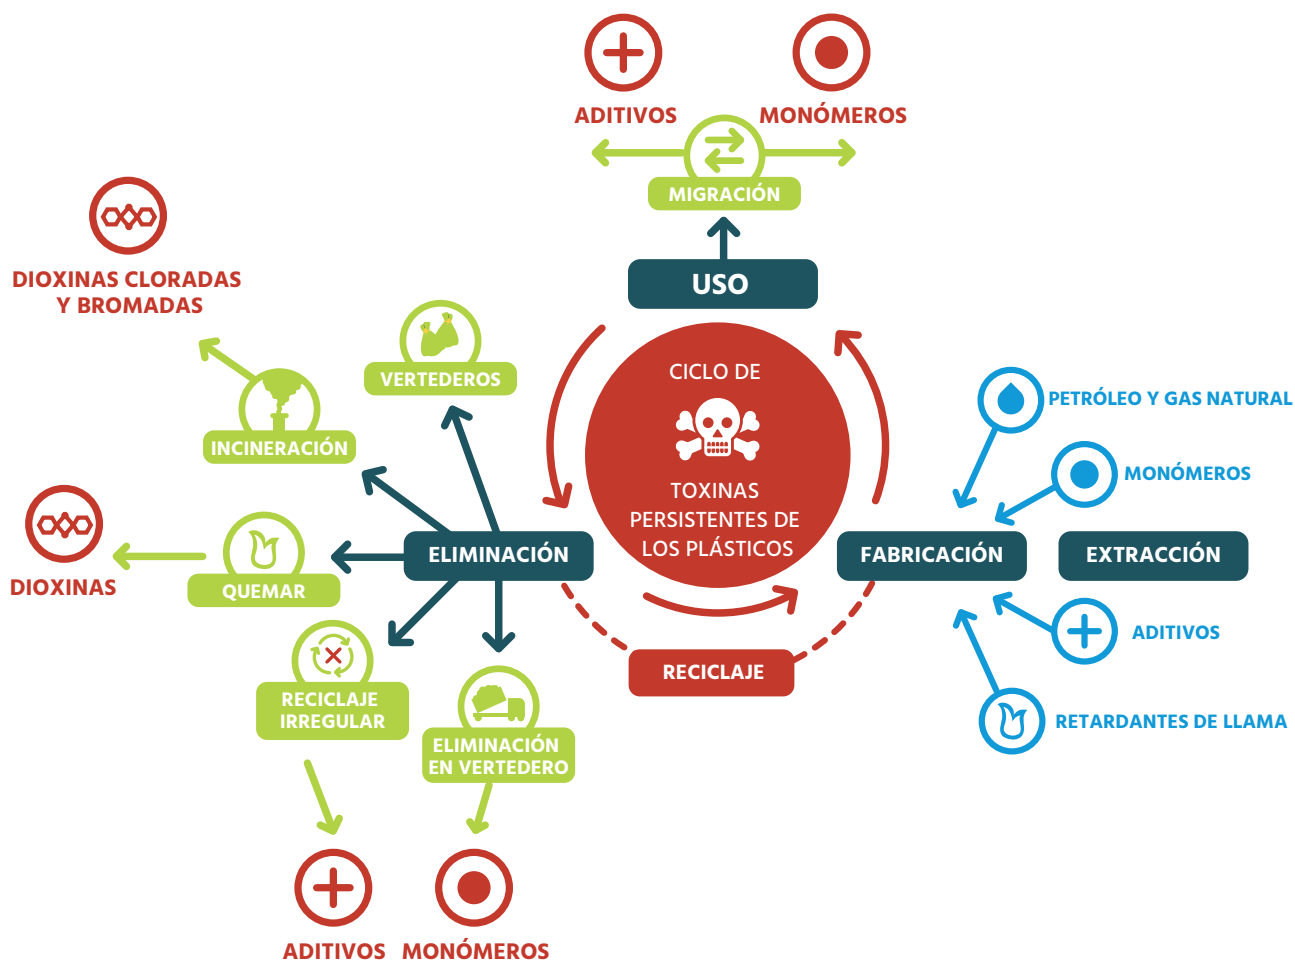 ADITIVOS
MONÓMEROS
MIGRACIÓN
USO
DIOXINAS CLORADAS
Y BROMADAS
VERTEDEROS
INCINERACIÓN
CICLO DE
TOXINAS
PERSISTENTES DE
LOS PLÁSTICOS
PETRÓLEO Y GAS NATURAL
MONÓMEROS
ELIMINACIÓN
FABRICACIÓN
EXTRACCIÓN
DIOXINAS
QUEMAR
ADITIVOS
RECICLAJE
RECICLAJE
IRREGULAR
ELIMINACIÓN
EN VERTEDERO
RETARDANTES DE LLAMA
ADITIVOS
MONÓMEROS